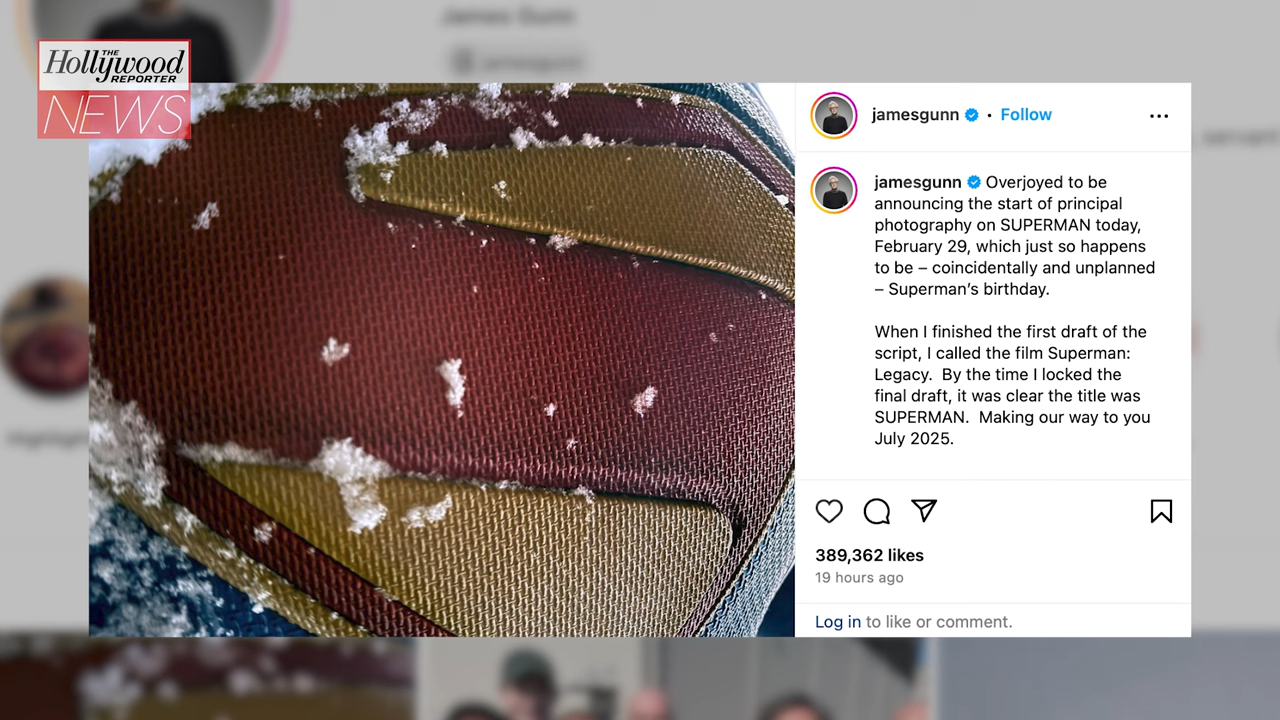 James Gunn
jamesgunn
THE
Hollywood
REPORTER
NEWS
jamesgunn • Follow
jamesgunn Overjoyed to be
announcing the start of principal
photography on SUPERMAN today,
February 29, which just so happens
to be – coincidentally and unplanned
– Superman’s birthday.
When I finished the first draft of the
script, I called the film Superman:
Legacy.  By the time I locked the
final draft, it was clear the title was
SUPERMAN.  Making our way to you
July 2025.
389,362 likes
19 hours ago
Log in to like or comment.